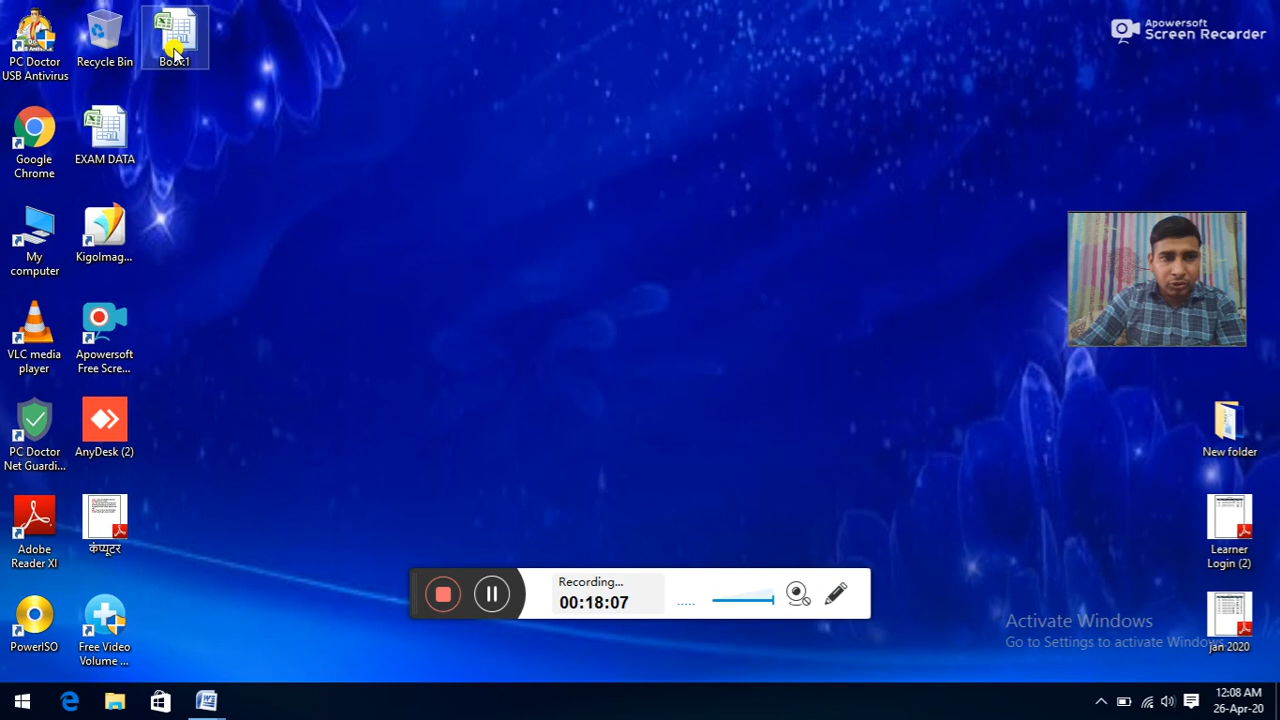 PC Doctor
USB Antivirus
Recycle Bin
Book1
Apowersoft
Screen Recorder
Google
Chrome
EXAM DATA
My
computer
KigoImag...
VLC media
player
Apowersoft
Free Scre...
PC Doctor
Net Guardi...
AnyDesk (2)
New folder
Adobe
Reader XI
कंप्यूटर
Learner
Login (2)
Recording...
00:18:07
PowerISO
Free Video
Volume ...
Activate Windows
Go to Settings to activate Windows.
jan 2020
12:08 AM
26-Apr-20